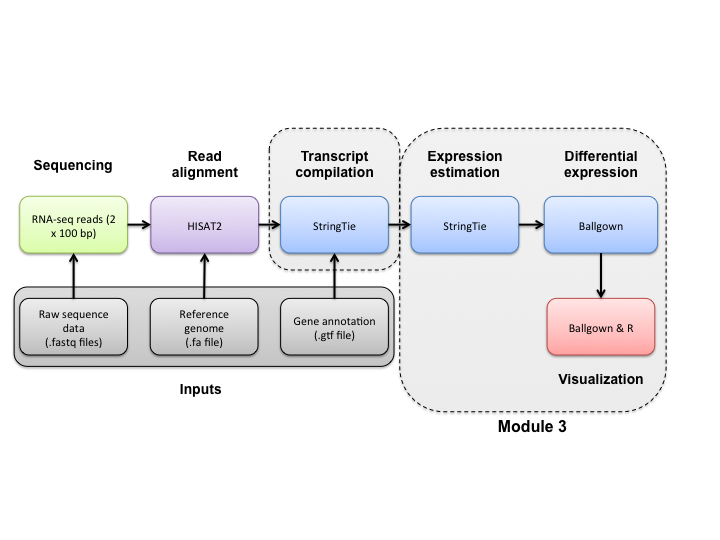 Sequencing
Read
alignment
Transcript
compilation
Expression
estimation
Differential
expression
RNA-seq reads (2
x 100 bp)
HISAT2
StringTie
StringTie
Ballgown
Raw sequence
data
(.fastq files)
Reference
genome
(.fa file)
Gene annotation
(.gtf file)
Ballgown & R
Inputs
Visualization
Module 3